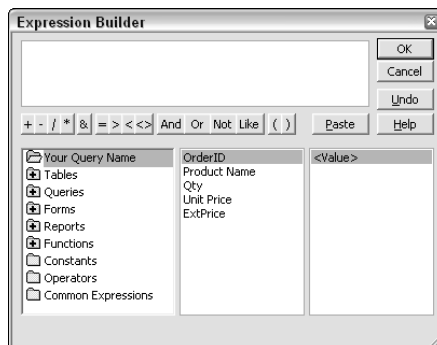 Expression Builder
OK
Cancel
Undo
+ - / * & = > < <> And Or Not Like ( ) Paste Help
Your Query Name OrderID <Value>
Tables Product Name
Queries Qty
Forms Unit Price
Reports ExtPrice
Functions
Constants
Operators
Common Expressions